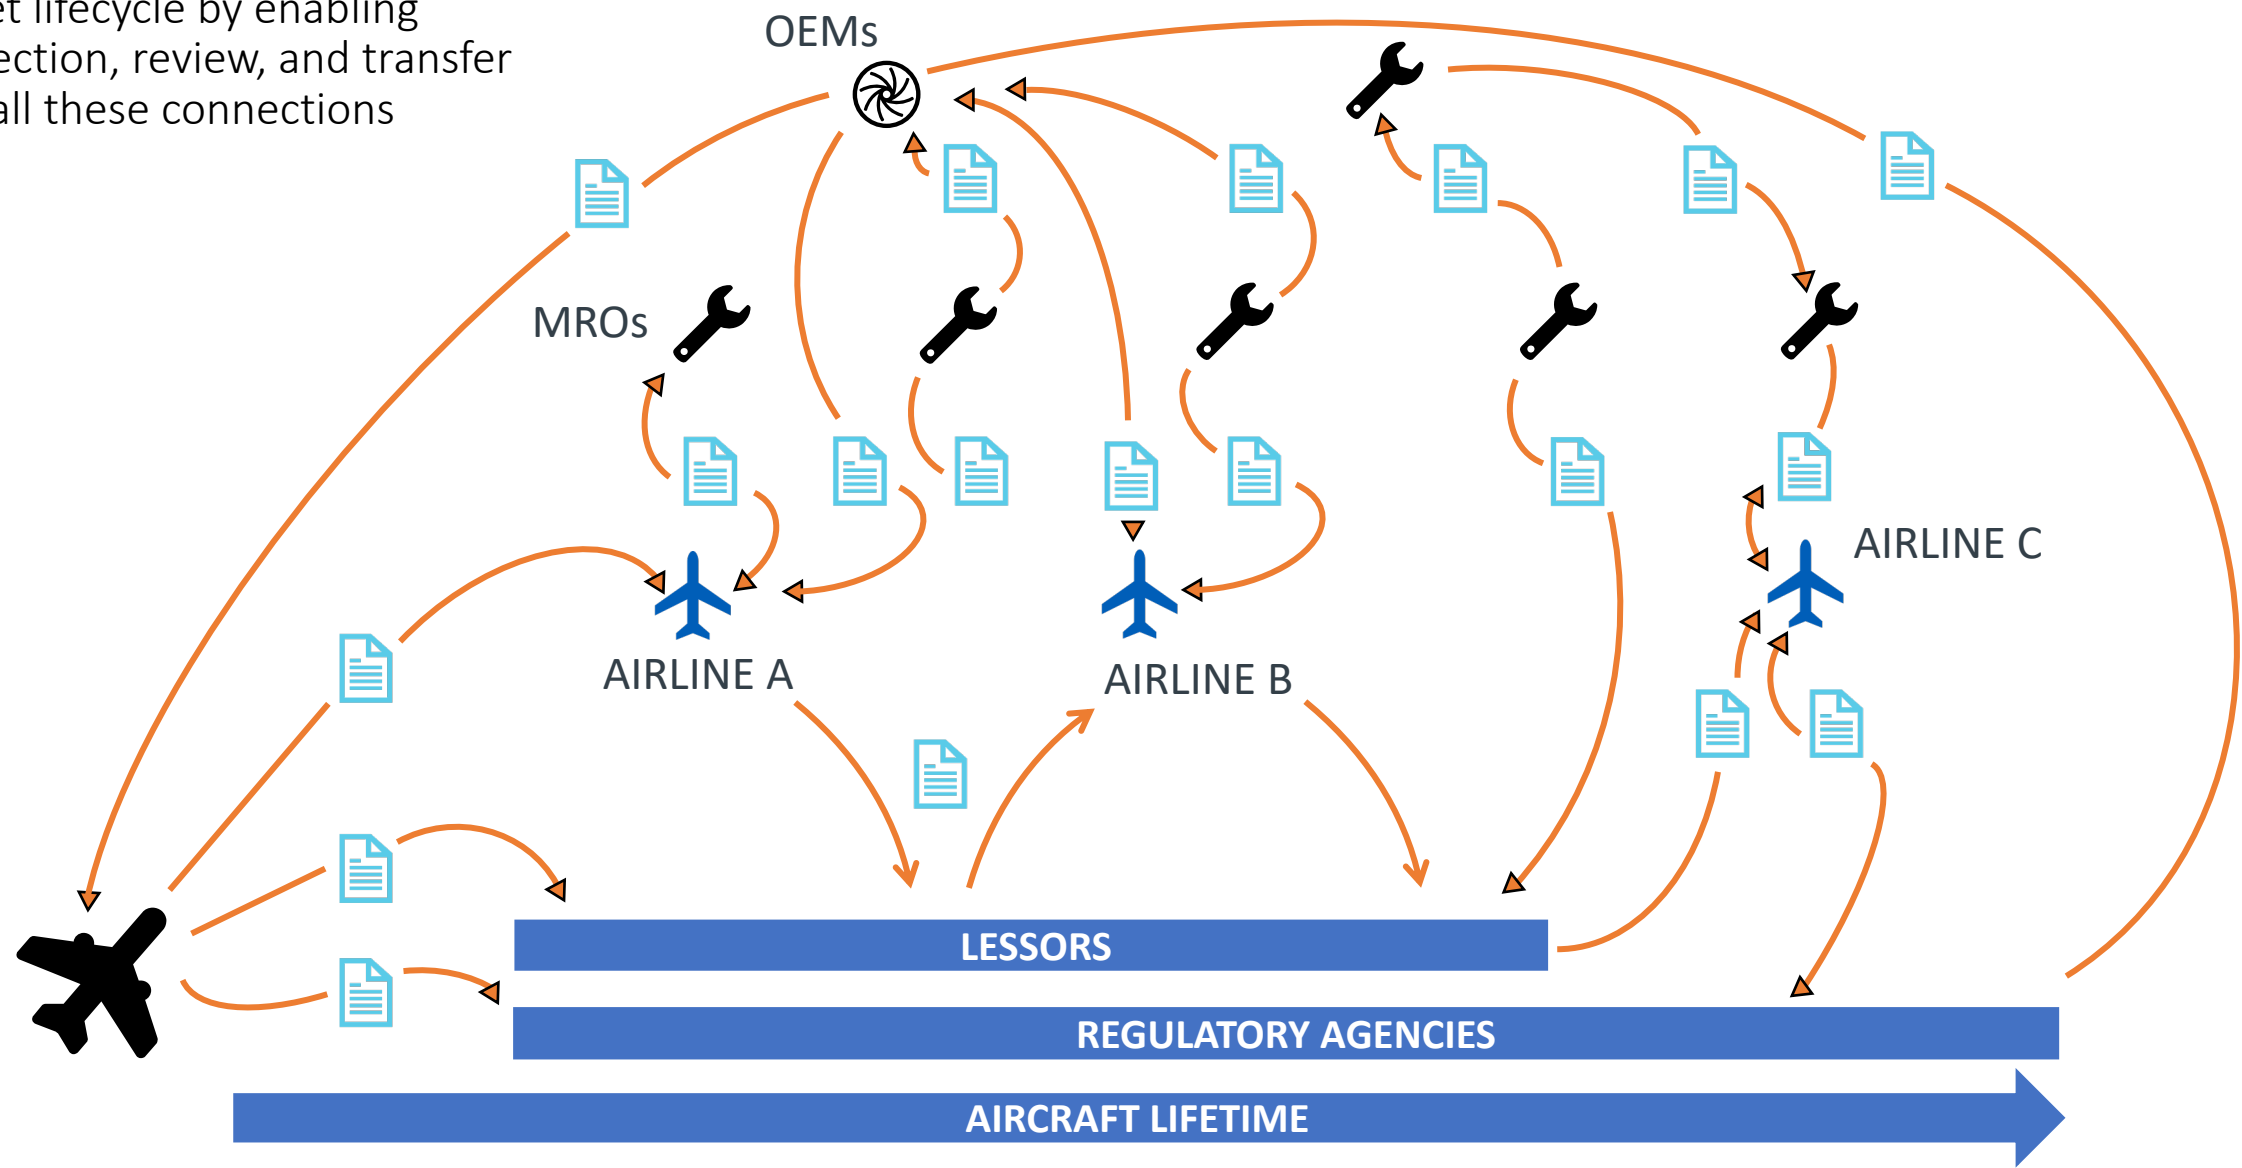 et lifecycle by enabling
ection, review, and transfer
all these connections
OEMs
MROs
AIRLINE C
AIRLINE A
AIRLINE B
LESSORS
REGULATORY AGENCIES
AIRCRAFT LIFETIME